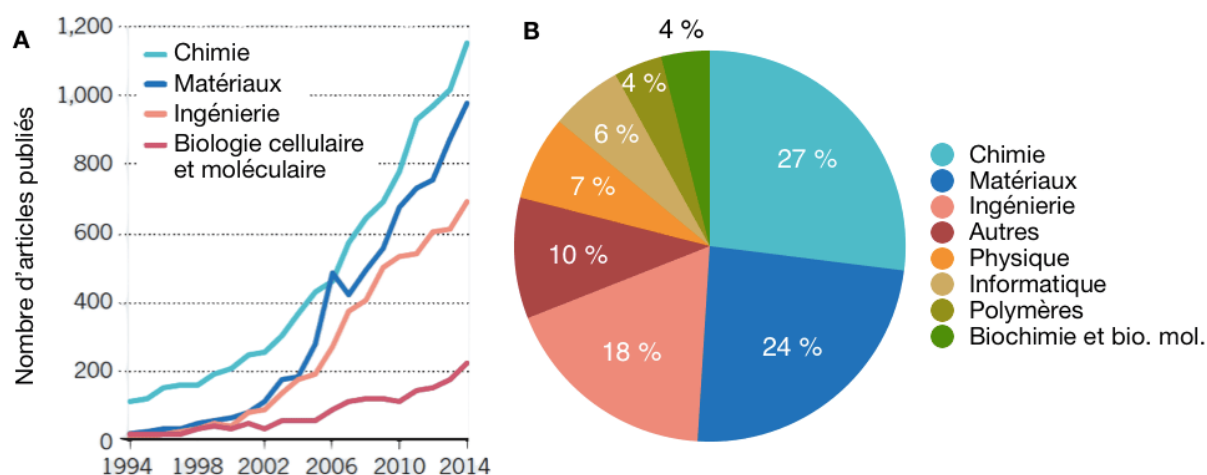 A
Nombre d'articles publiés
1,200
1,000
800
600
400
200
0
1994 1998 2002 2006 2010 2014
Chimie
Matériaux
Ingénierie
Biologie cellulaire
et moléculaire
B
4 %
4 %
6 %
7 %
10 %
18 %
24 %
27 %
Chimie
Matériaux
Ingénierie
Autres
Physique
Informatique
Polymères
Biochimie et bio. mol.